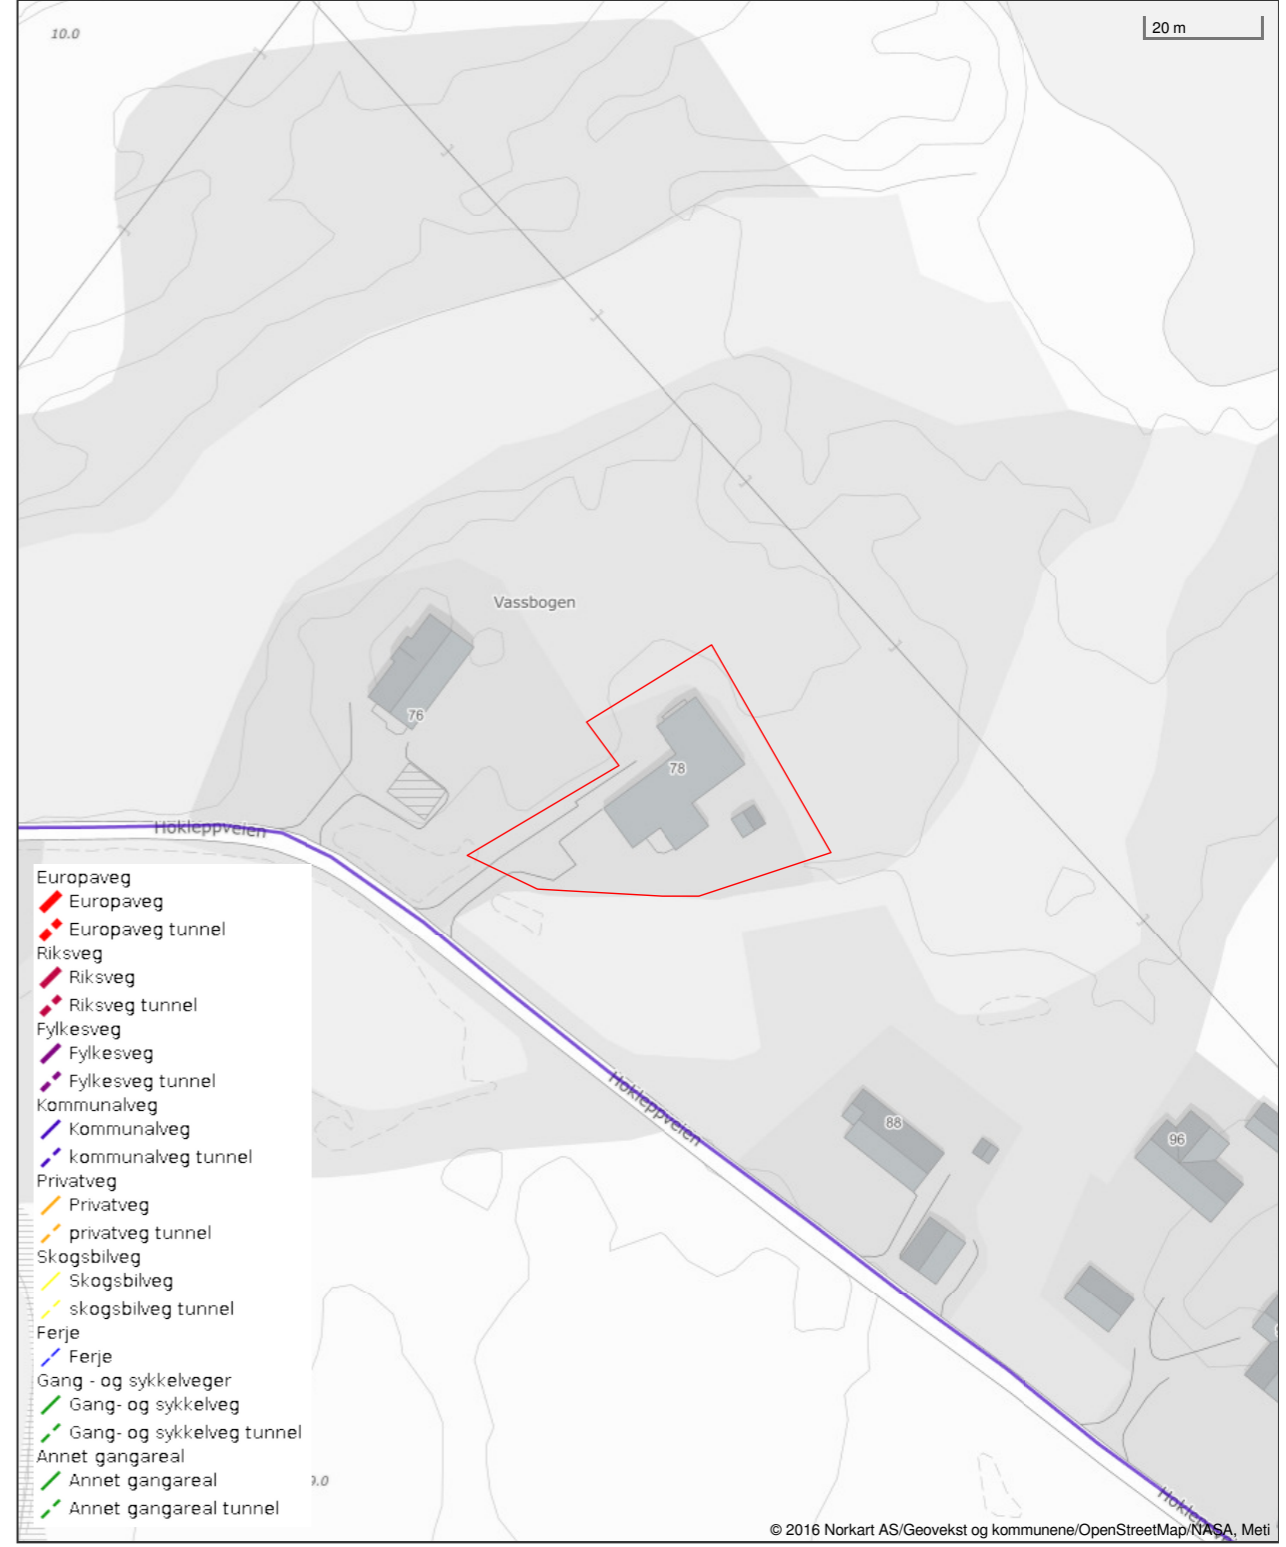 10.0
20 m
Vassbogen
76
78
Hokleppveien
Europaveg
Europaveg
Europaveg tunnel
Riksveg
Riksveg
Riksveg tunnel
Fylkesveg
Fylkesveg
Fylkesveg tunnel
Kommunalveg
Kommunalveg
kommunalveg tunnel
Privatveg
Privatveg
privatveg tunnel
Skogsbilveg
Skogsbilveg
skogsbilveg tunnel
Ferje
Ferje
Gang - og sykkelveger
Gang- og sykkelveg
Gang- og sykkelveg tunnel
Annet gangareal
Annet gangareal
Annet gangareal tunnel
Hokleppveien
88
96
9.0
© 2016 Norkart AS/Geovekst og kommunene/OpenStreetMap/NASA, Meti